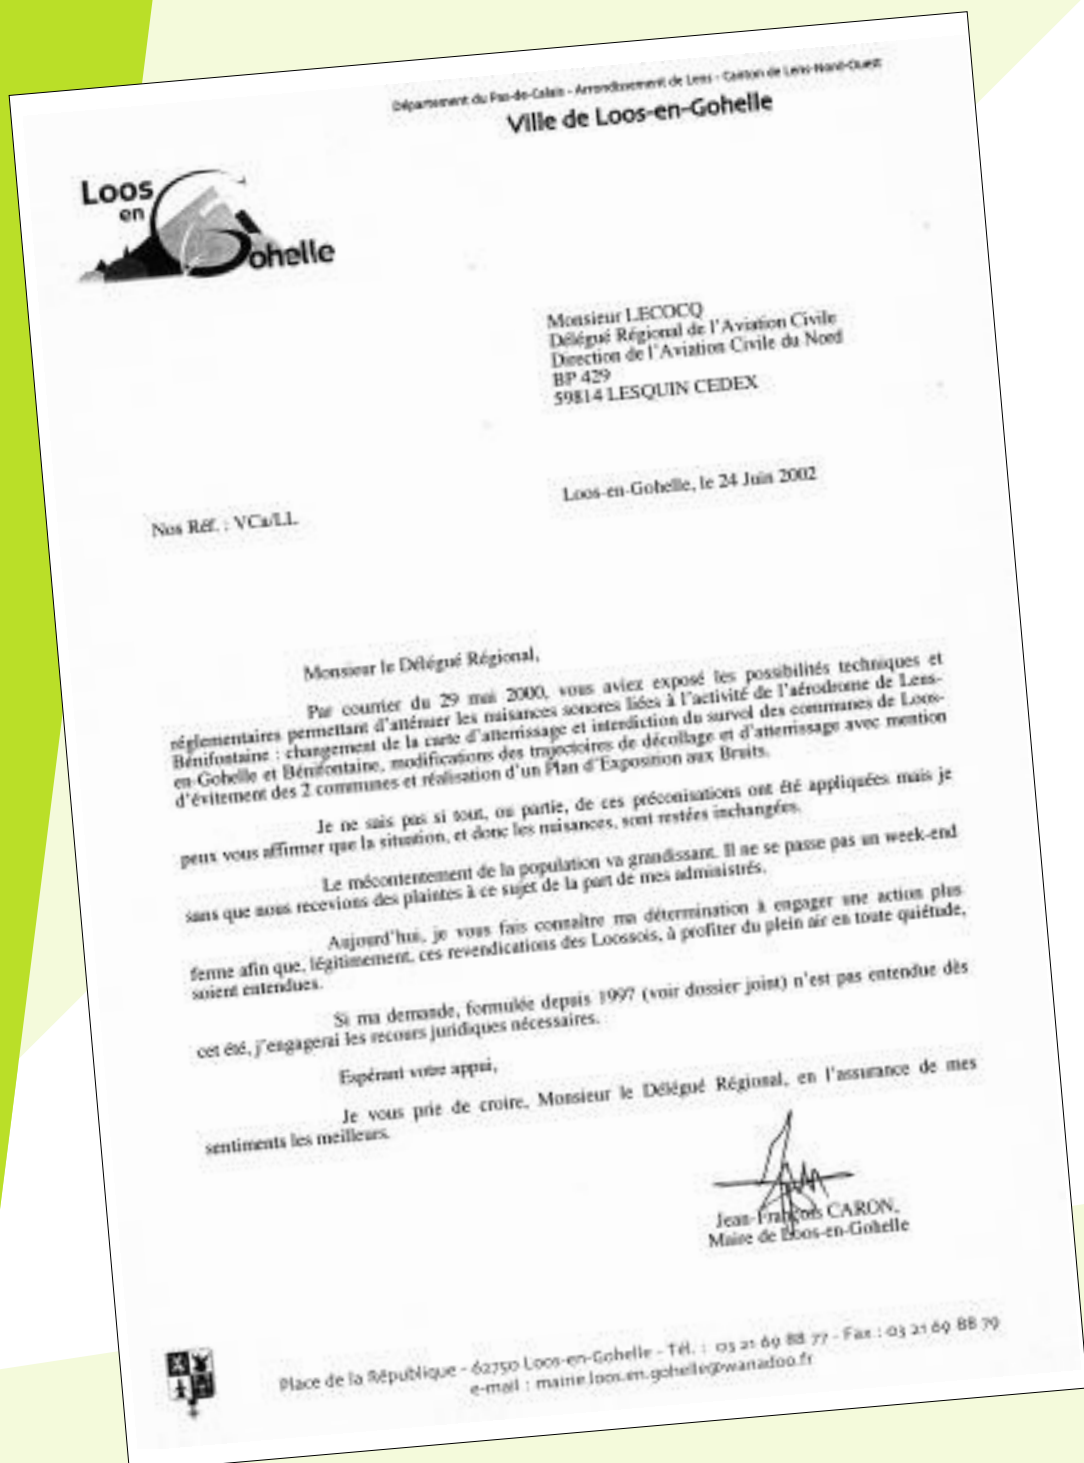 Département du Pas-de-Calais - Arrondissement de Lens - Canton de Lens-Nord-Ouest
Ville de Loos-en-Gohelle
Loos
en
Gohelle
Monsieur LECOCQ
Délégué Régional de l'Aviation Civile
Direction de l'Aviation Civile du Nord
BP 429
59814 LESQUIN CEDEX
Loos-en-Gohelle, le 24 Juin 2002
Nos Réf. : VCa/LL
Monsieur le Délégué Régional,
Par courrier du 29 mai 2000, vous aviez exposé les possibilités techniques et
réglementaires permettant d'atténuer les nuisances sonores liées à l'activité de l'aérodrome de Lens-
Bénifontaine : changement de la carte d'atterrissage et interdiction du survol des communes de Loos-
en-Gohelle et Bénifontaine, modifications des trajectoires de décollage et d'atterrissage avec mention
d'évitement des 2 communes et réalisation d'un Plan d'Exposition aux Bruits.
Je ne sais pas si tout, ou partie, de ces préconisations ont été appliquées mais je
peux vous affirmer que la situation, et donc les nuisances, sont restées inchangées.
Le mécontentement de la population va grandissant. Il ne se passe pas un week-end
sans que nous recevions des plaintes à ce sujet de la part de mes administrés.
Aujourd'hui, je vous fais connaître ma détermination à engager une action plus
ferme afin que, légitimement, ces revendications des Loossois, à profiter du plein air en toute quiétude,
soient entendues.
Si ma demande, formulée depuis 1997 (voir dossier joint) n'est pas entendue dès
cet été, j'engagerai les recours juridiques nécessaires.
Espérant votre appui,
Je vous prie de croire, Monsieur le Délégué Régional, en l'assurance de mes
sentiments les meilleurs.
Jean-François CARON,
Maire de Loos-en-Gohelle
Place de la République - 62750 Loos-en-Gohelle - Tél. : 03 21 69 88 77 - Fax : 03 21 69 88 79
e-mail : mairie.loos.en.gohelle@wanadoo.fr